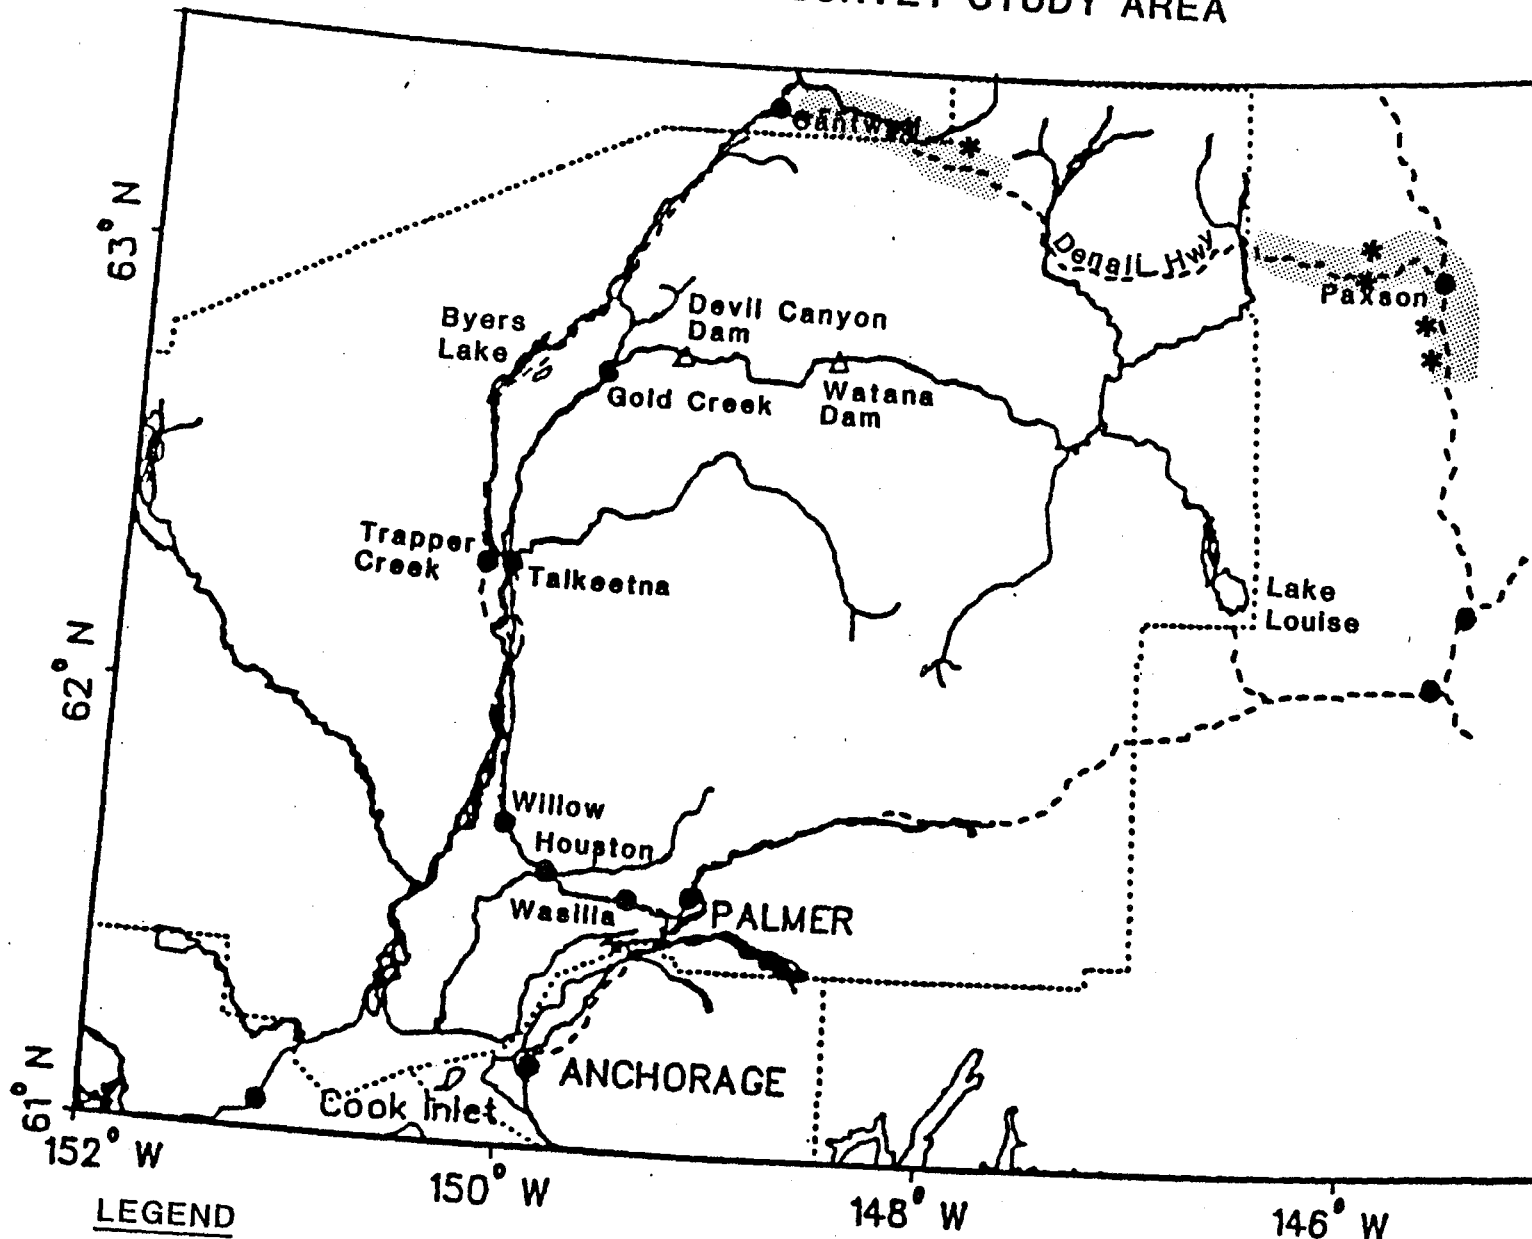 STUDY AREA
63° N
Cantwell
Denali Hwy
Paxson
Byers
Lake
Devil Canyon
Dam
Gold Creek
Watana
Dam
Trapper
Creek
Talkeetna
Lake
Louise
62° N
Willow
Houston
Wasilla
PALMER
ANCHORAGE
Cook Inlet
61° N
152° W
150° W
148° W
146° W
LEGEND